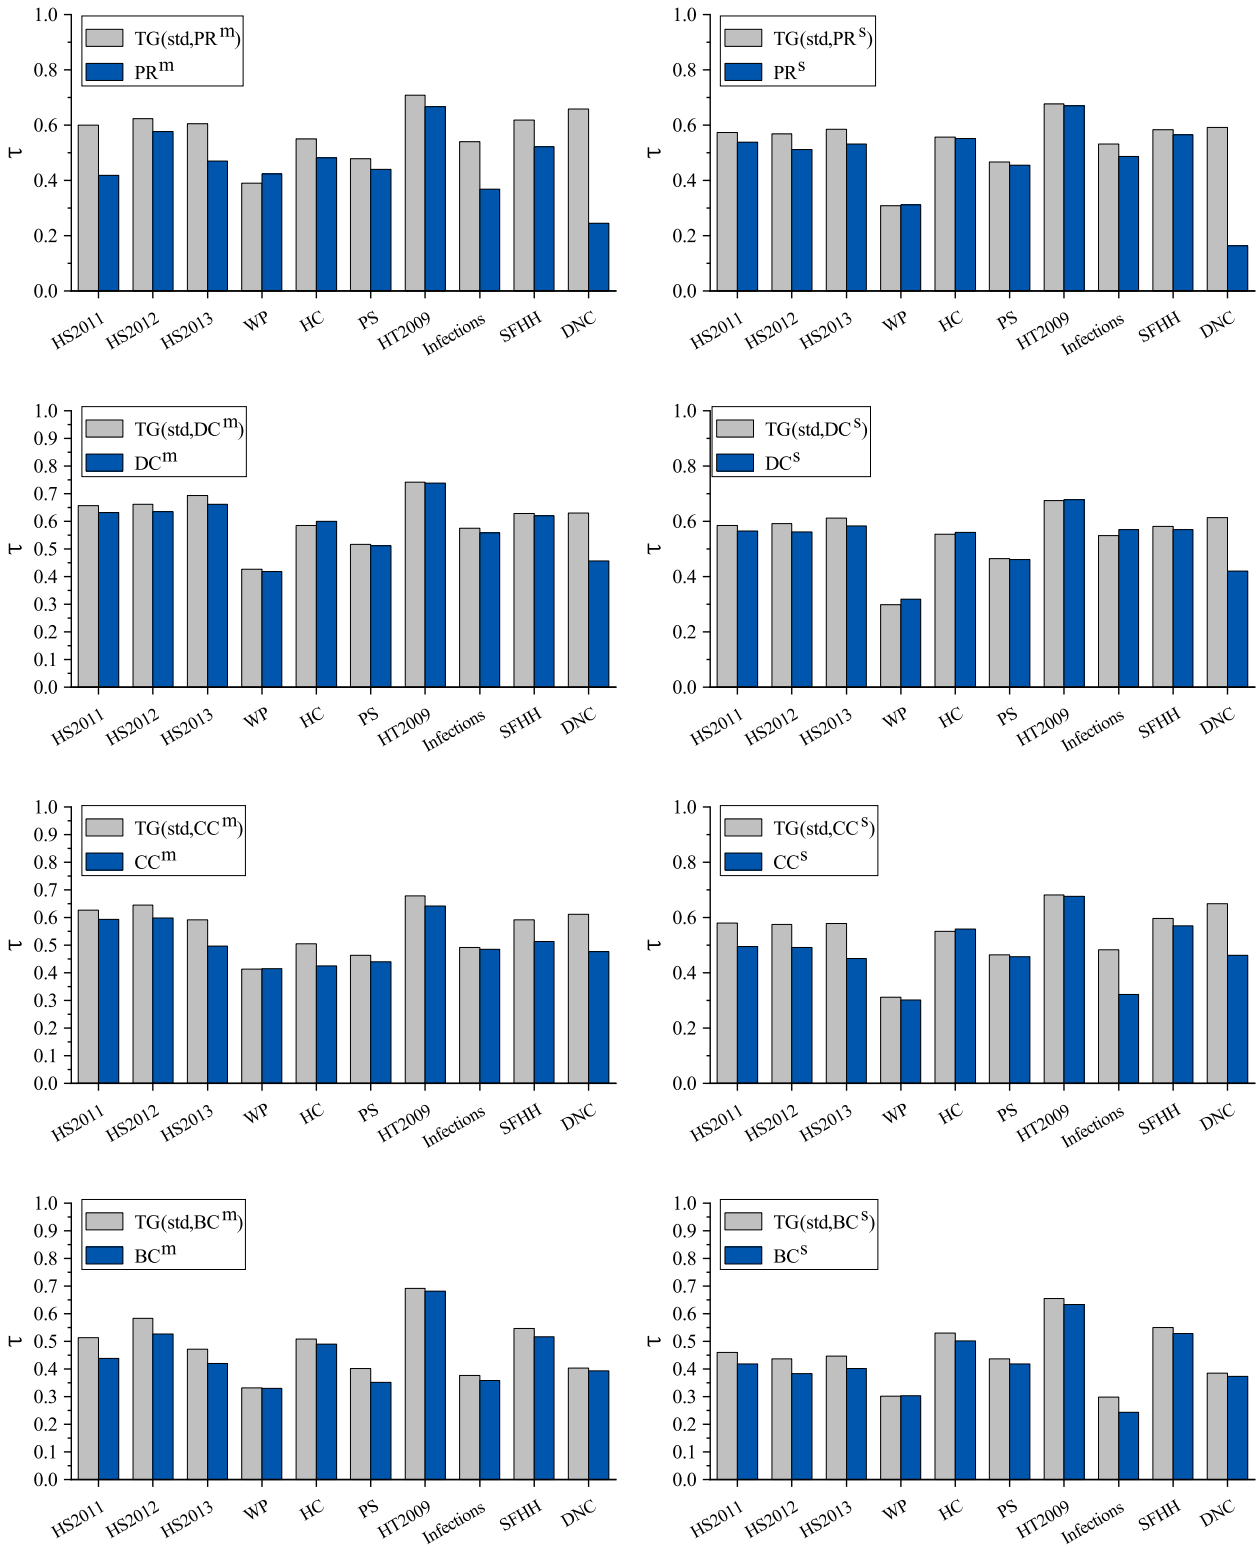 TG(std,PR^m)
PR^m
1.0
0.8
0.6
0.4
0.2
0.0
τ
HS2011 HS2012 HS2013 WP HC PS HT2009 Infections SFHH DNC
TG(std,PR^s)
PR^s
1.0
0.8
0.6
0.4
0.2
0.0
τ
HS2011 HS2012 HS2013 WP HC PS HT2009 Infections SFHH DNC
TG(std,DC^m)
DC^m
1.0
0.9
0.8
0.7
0.6
0.5
0.4
0.3
0.2
0.1
0.0
τ
HS2011 HS2012 HS2013 WP HC PS HT2009 Infections SFHH DNC
TG(std,DC^s)
DC^s
1.0
0.8
0.6
0.4
0.2
0.0
τ
HS2011 HS2012 HS2013 WP HC PS HT2009 Infections SFHH DNC
TG(std,CC^m)
CC^m
1.0
0.9
0.8
0.7
0.6
0.5
0.4
0.3
0.2
0.1
0.0
τ
HS2011 HS2012 HS2013 WP HC PS HT2009 Infections SFHH DNC
TG(std,CC^s)
CC^s
1.0
0.8
0.6
0.4
0.2
0.0
τ
HS2011 HS2012 HS2013 WP HC PS HT2009 Infections SFHH DNC
TG(std,BC^m)
BC^m
1.0
0.9
0.8
0.7
0.6
0.5
0.4
0.3
0.2
0.1
0.0
τ
HS2011 HS2012 HS2013 WP HC PS HT2009 Infections SFHH DNC
TG(std,BC^s)
BC^s
1.0
0.9
0.8
0.7
0.6
0.5
0.4
0.3
0.2
0.1
0.0
τ
HS2011 HS2012 HS2013 WP HC PS HT2009 Infections SFHH DNC